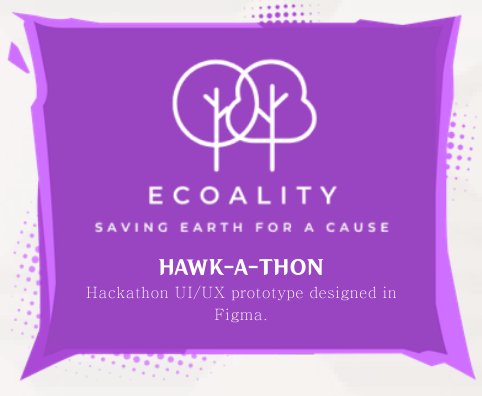 ECOALITY
SAVING EARTH FOR A CAUSE
HAWK-A-THON
Hackathon UI/UX prototype designed in
Figma.